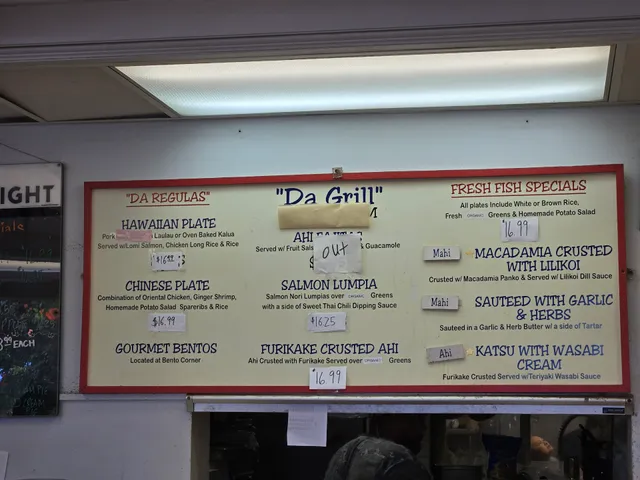 IGHT
ials
99 EACH
"DA REGULAS"
HAWAIIAN PLATE
Pork Laulau or Oven Baked Kalua
Served w/Lomi Salmon, Chicken Long Rice & Rice
CHINESE PLATE
Combination of Oriental Chicken, Ginger Shrimp,
Homemade Potato Salad Spareribs & Rice
$16.99
GOURMET BENTOS
Located at Bento Corner
"Da Grill"
M
AHI FAJITAS
Served w/ Fruit Sals & Guacamole
OUT
SALMON LUMPIA
Salmon Nori Lumpias over Greens
with a side of Sweet Thai Chili Dipping Sauce
$16.25
FURIKAKE CRUSTED AHI
Ahi Crusted with Furikake Served over Greens
16.99
FRESH FISH SPECIALS
All plates Include White or Brown Rice,
Fresh Greens & Homemade Potato Salad
16.99
Mahi MACADAMIA CRUSTED
WITH LILIKOI
Crusted w/ Macadamia Panko & Served w/ Lilikoi Dill Sauce
Mahi SAUTEED WITH GARLIC
& HERBS
Sauteed in a Garlic & Herb Butter w/ a side of Tartar
Ahi KATSU WITH WASABI
CREAM
Furikake Crusted Served w/Teriyaki Wasabi Sauce